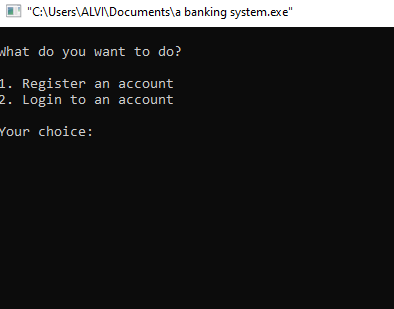 "C:\Users\ALVI\Documents\a banking system.exe"
What do you want to do?
1. Register an account
2. Login to an account
Your choice: